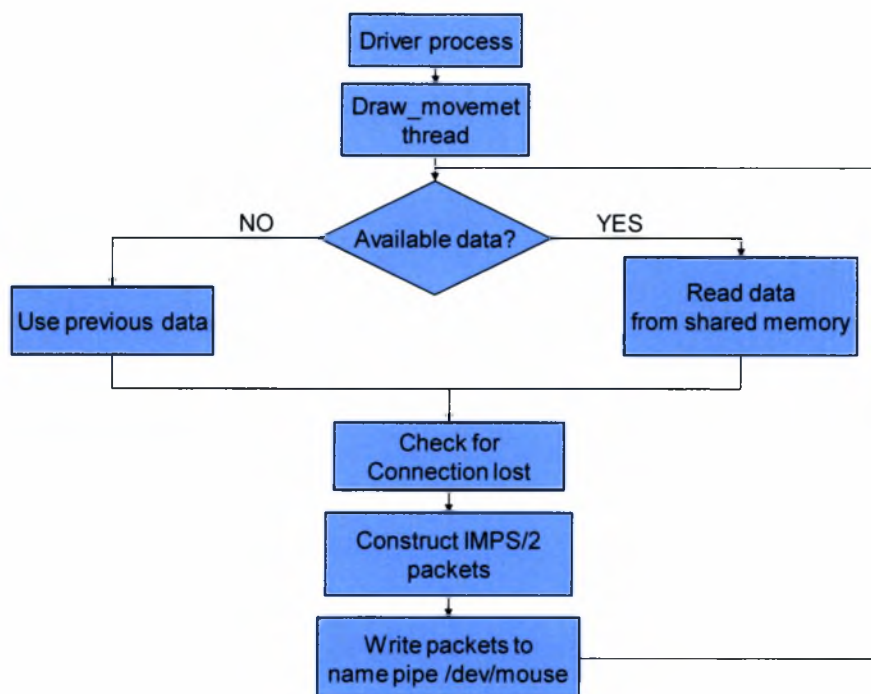 Driver process
Draw_movemet
thread
NO
Available data?
YES
Use previous data
Read data
from shared memory
Check for
Connection lost
Construct IMPS/2
packets
Write packets to
name pipe /dev/mouse